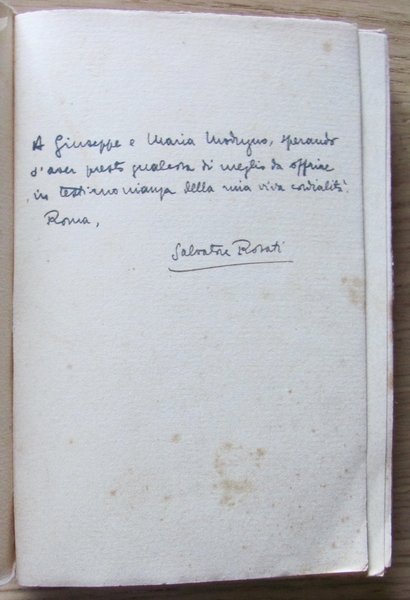 A Giuseppe e Maria Modugno, sperando
d'aver presto qualcosa di meglio da offrire
in testimonianza della mia viva cordialità.
Roma,
Salvatore Rosati